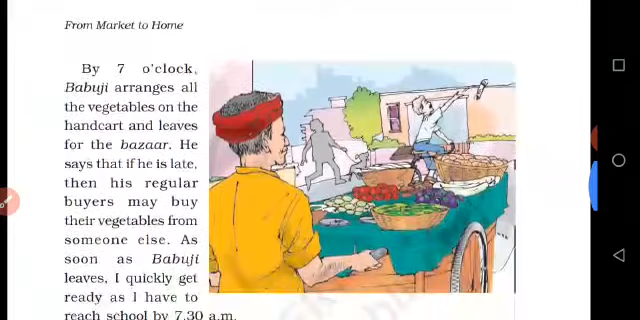 From Market to Home
By 7 o'clock,
Babuji arranges all
the vegetables on the
handcart and leaves
for the bazaar. He
says that if he is late,
then his regular
buyers may buy
their vegetables from
someone else. As
soon as Babuji
leaves, I quickly get
ready as I have to
reach school by 7.30 a.m.